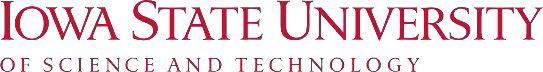 IOWA STATE UNIVERSITY
OF SCIENCE AND TECHNOLOGY